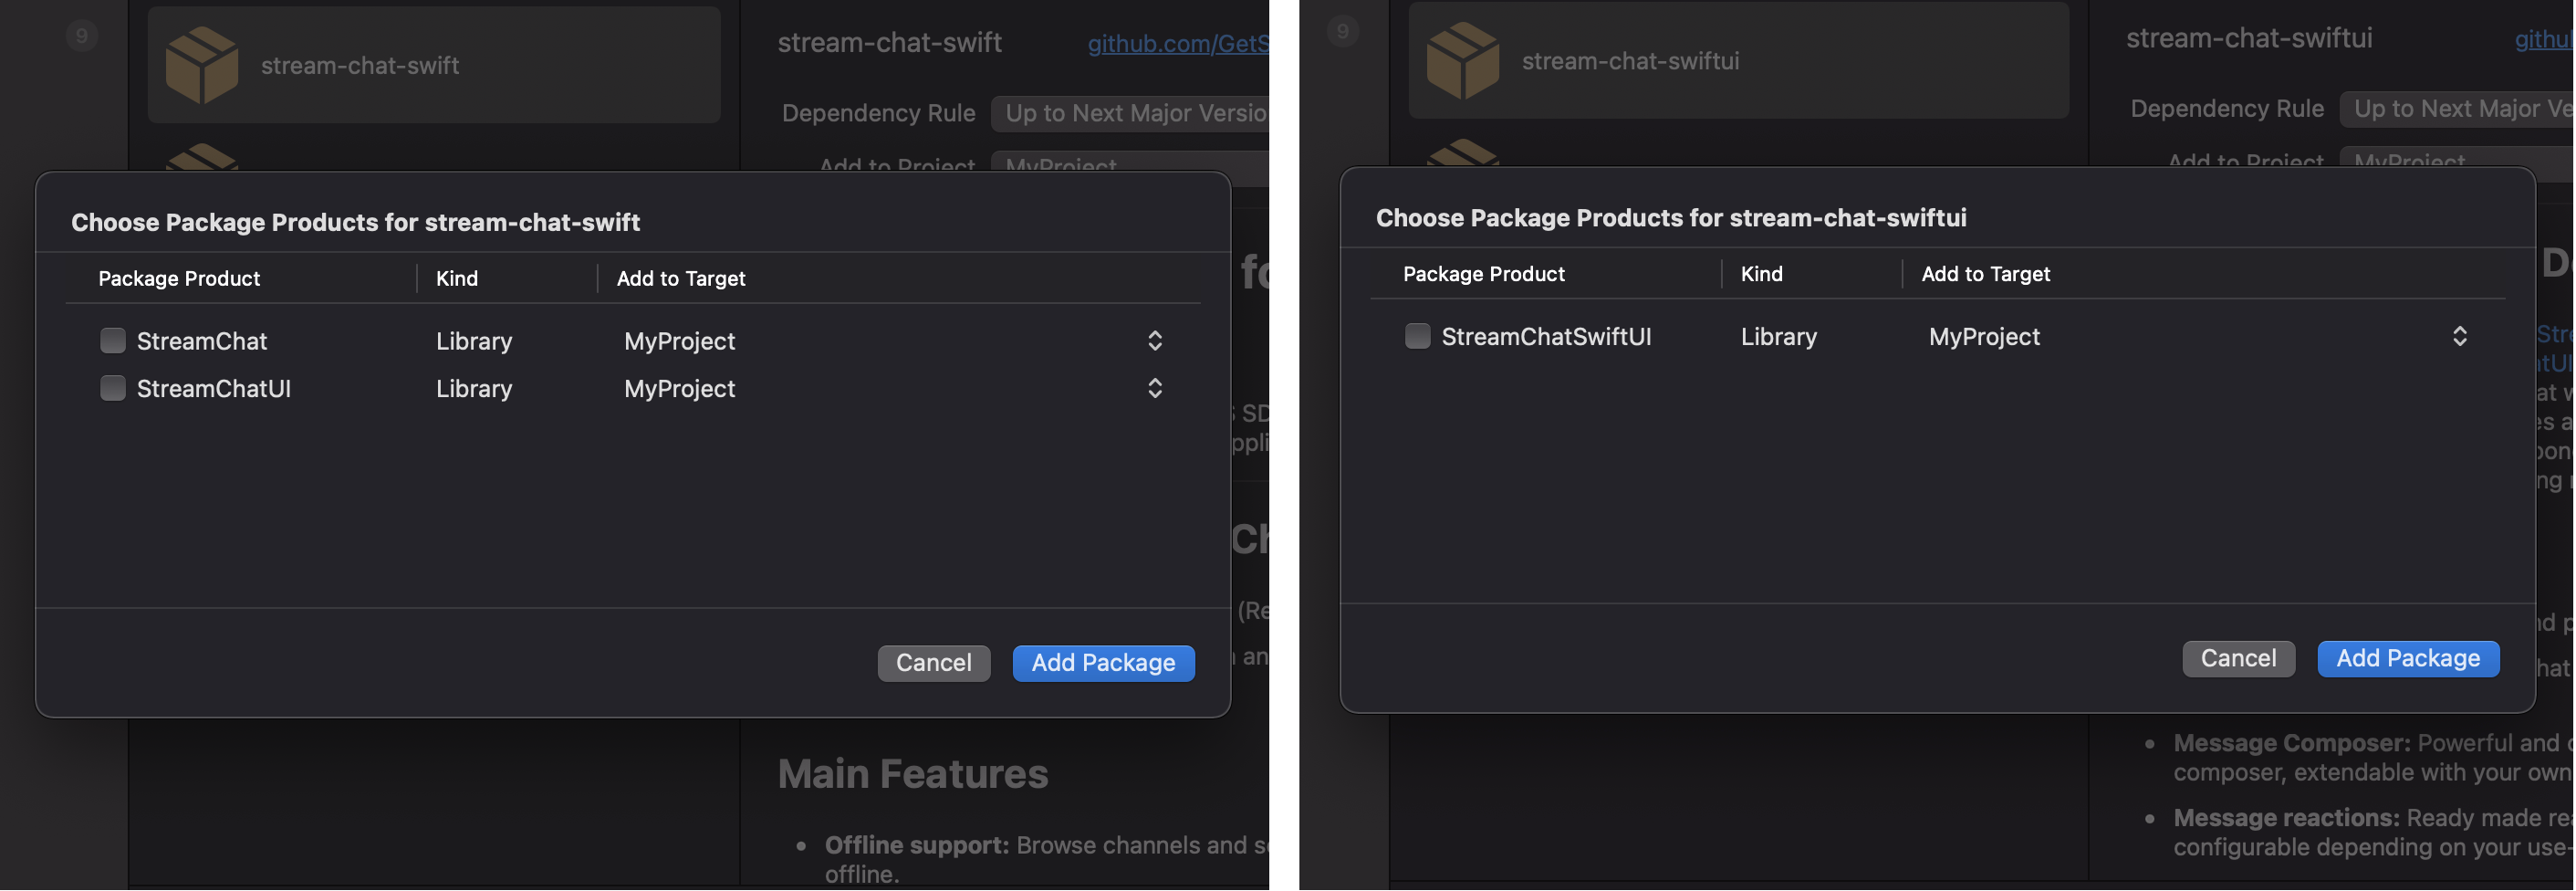 9
stream-chat-swift
stream-chat-swift
github.com/GetS
Dependency Rule
Up to Next Major Versio
Add to Project
MyProject
Choose Package Products for stream-chat-swift
Package Product
Kind
Add to Target
StreamChat
Library
MyProject
StreamChatUI
Library
MyProject
Cancel
Add Package
fo
SD
ppli
Ch
(Re
an
Main Features
• Offline support: Browse channels and se
offline.
9
stream-chat-swiftui
stream-chat-swiftui
githu
Dependency Rule
Up to Next Major Ve
Add to Project
MyProject
Choose Package Products for stream-chat-swiftui
Package Product
Kind
Add to Target
StreamChatSwiftUI
Library
MyProject
Cancel
Add Package
D
Stre
tUI
at w
es a
pon
ng
d p
hat
• Message Composer: Powerful and c
composer, extendable with your own
• Message reactions: Ready made rea
configurable depending on your use-